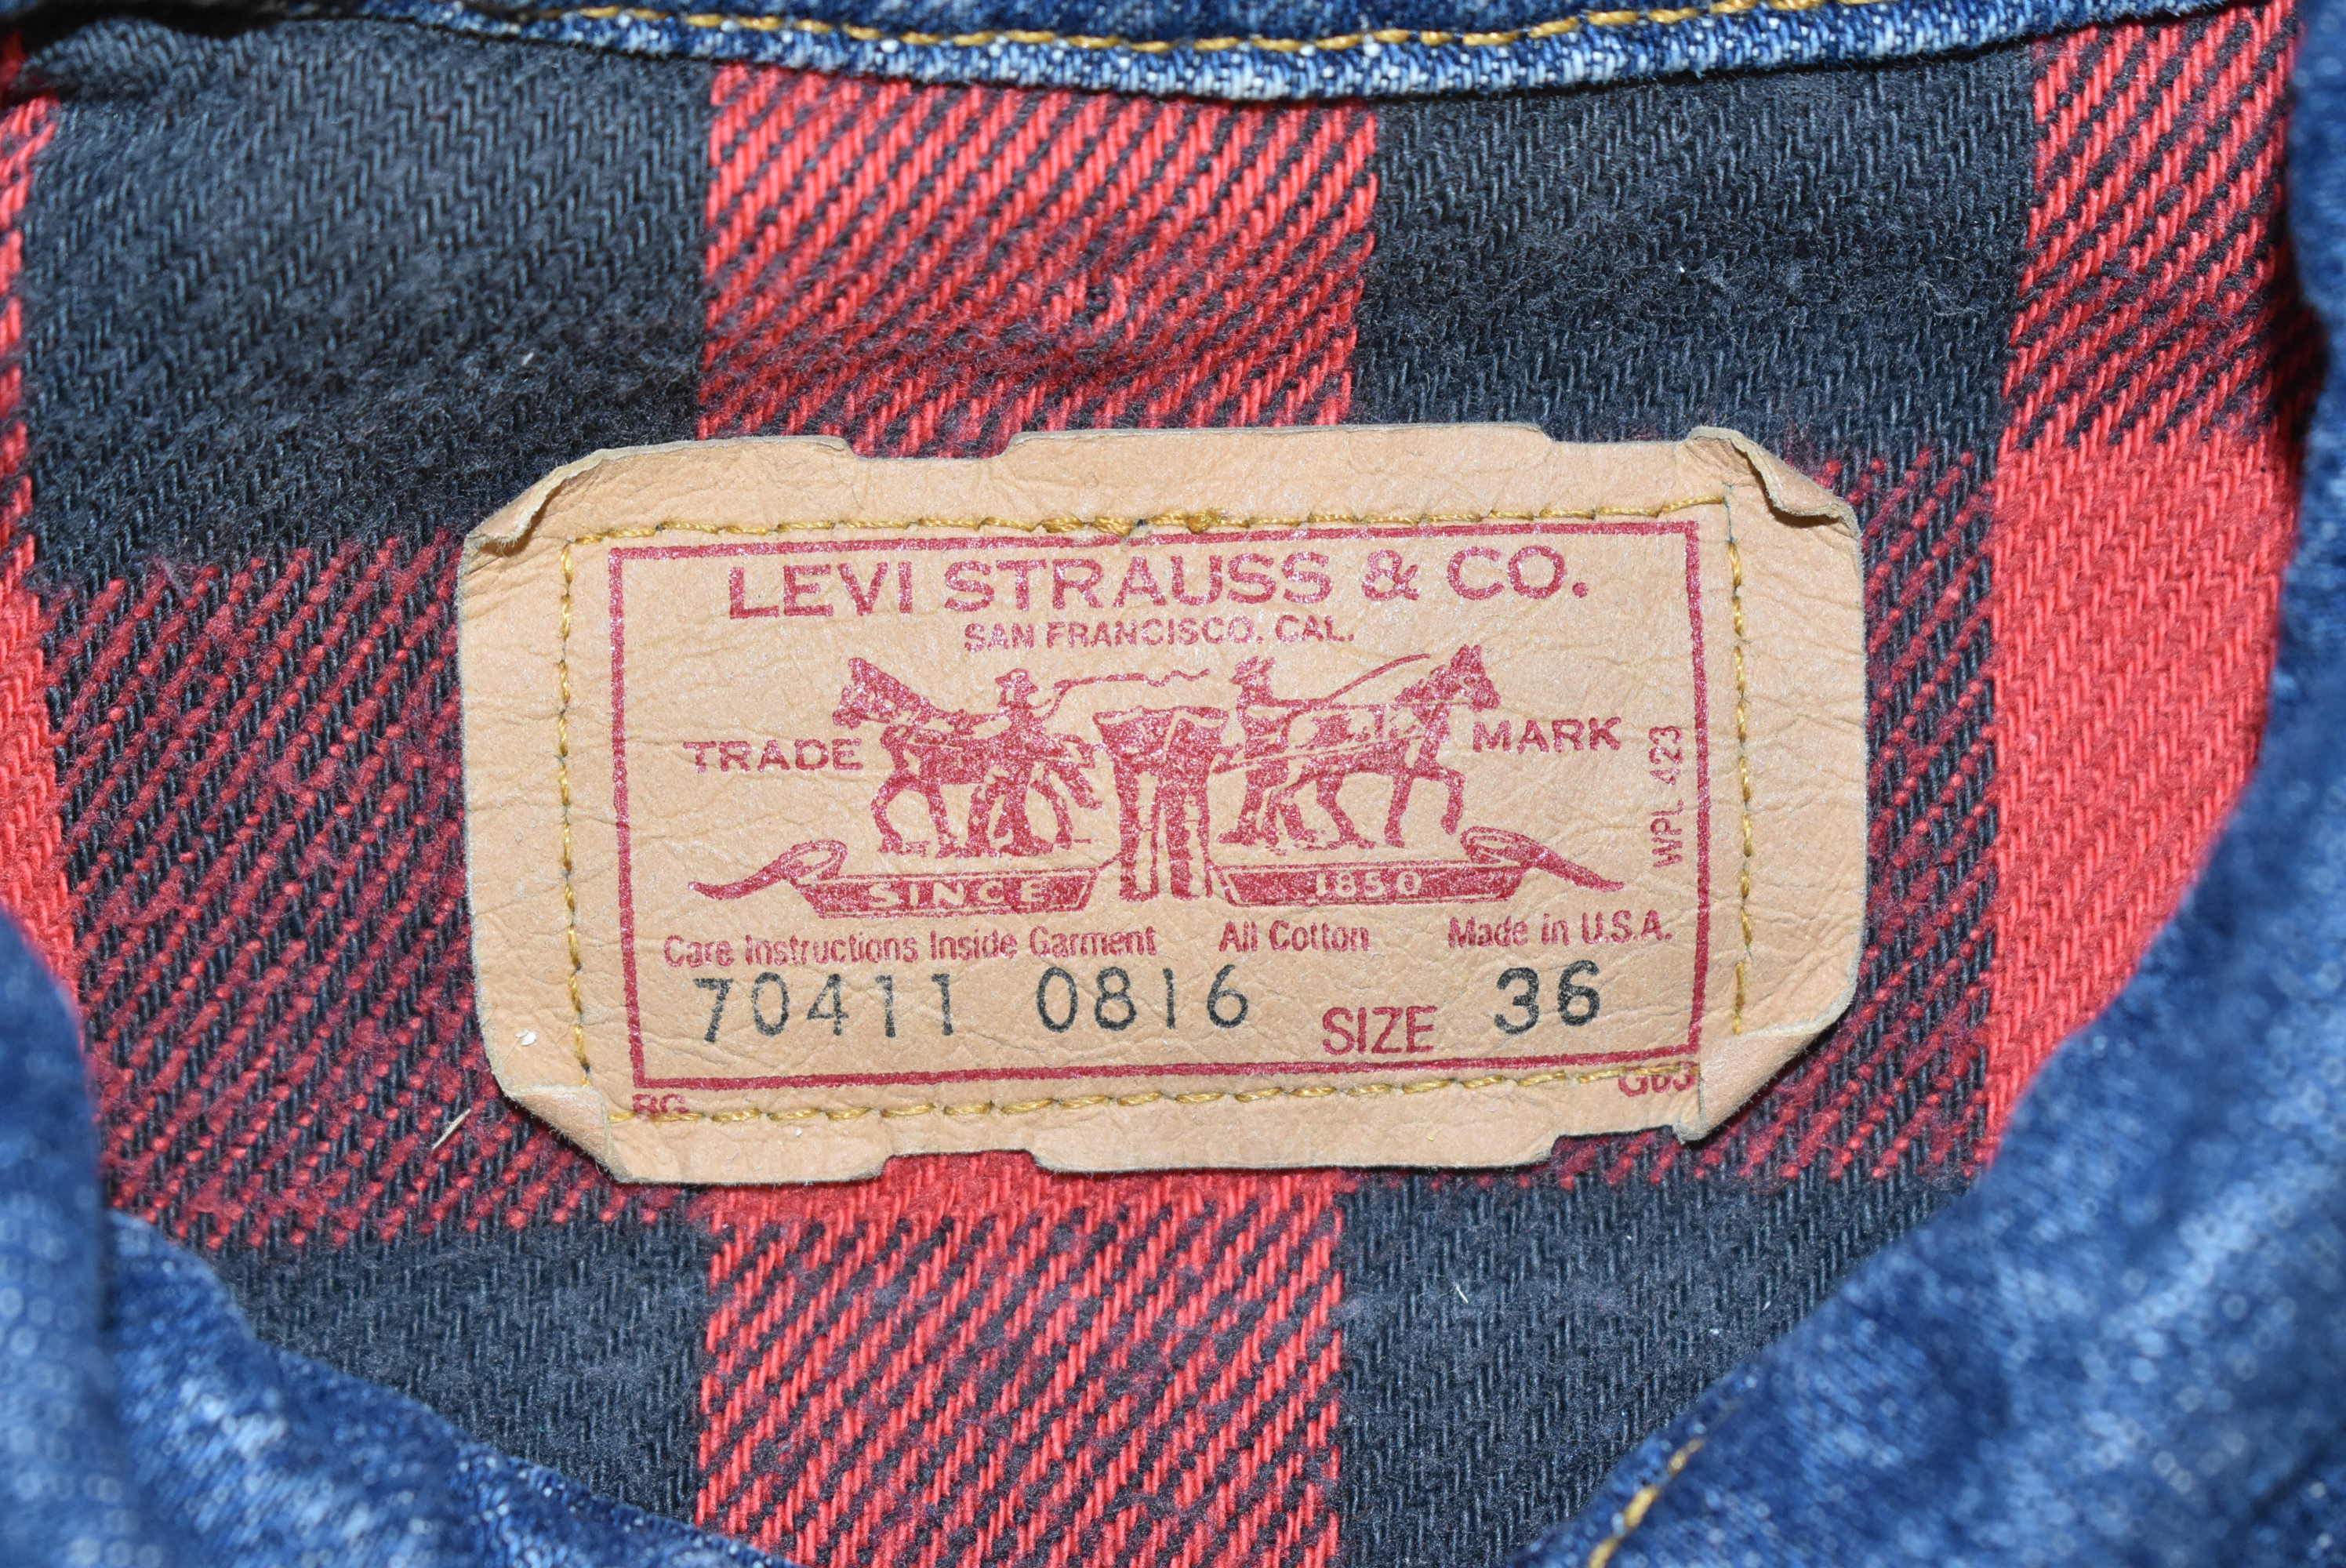 LEVI STRAUSS & CO.
SAN FRANCISCO, CAL.
TRADE MARK
WPL 423
SINCE 1850
Care Instructions Inside Garment All Cotton Made in U.S.A.
70411 0816 SIZE 36
RG